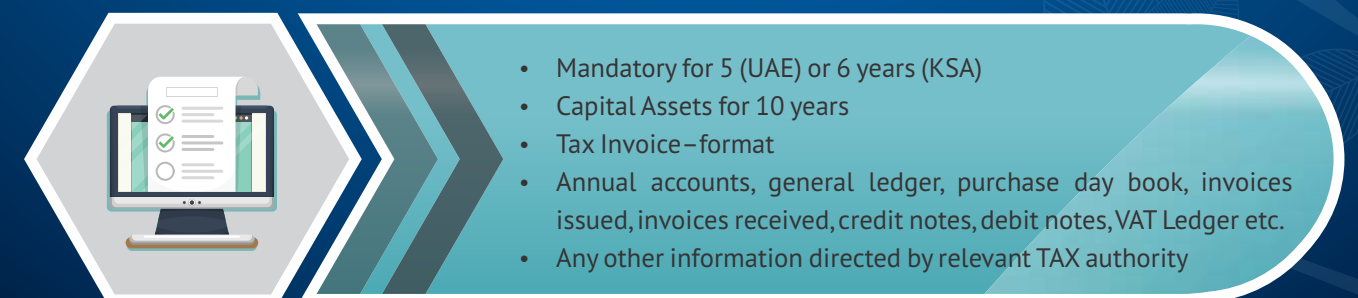 • Mandatory for 5 (UAE) or 6 years (KSA)
• Capital Assets for 10 years
• Tax Invoice–format
• Annual accounts, general ledger, purchase day book, invoices
issued, invoices received, credit notes, debit notes, VAT Ledger etc.
• Any other information directed by relevant TAX authority